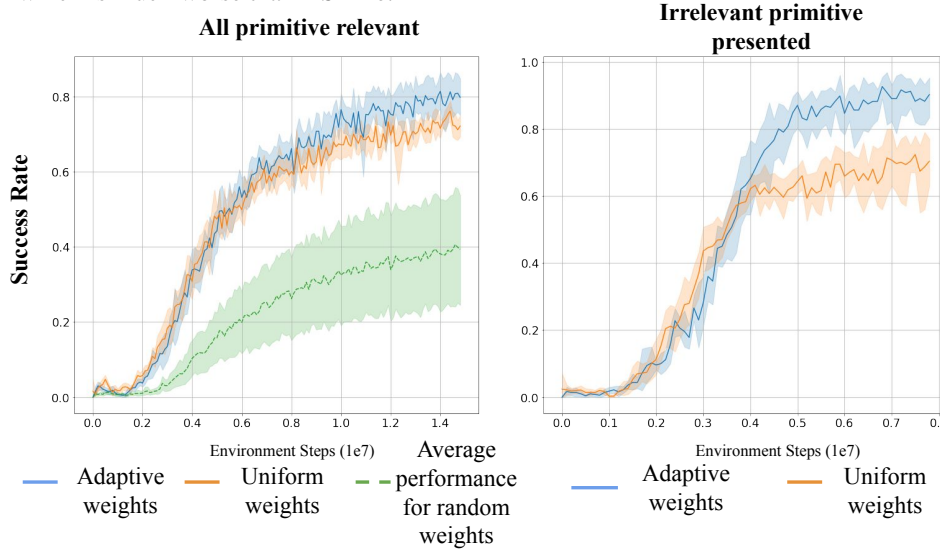 All primitive relevant
Irrelevant primitive
presented
Success Rate
0.8
0.6
0.4
0.2
0.0
0.0 0.2 0.4 0.6 0.8 1.0 1.2 1.4
Environment Steps (1e7)
Adaptive
weights
Uniform
weights
Average
performance
for random
weights
1.0
0.8
0.6
0.4
0.2
0.0
0.0 0.1 0.2 0.3 0.4 0.5 0.6 0.7
Environment Steps (1e7)
Adaptive
weights
Uniform
weights